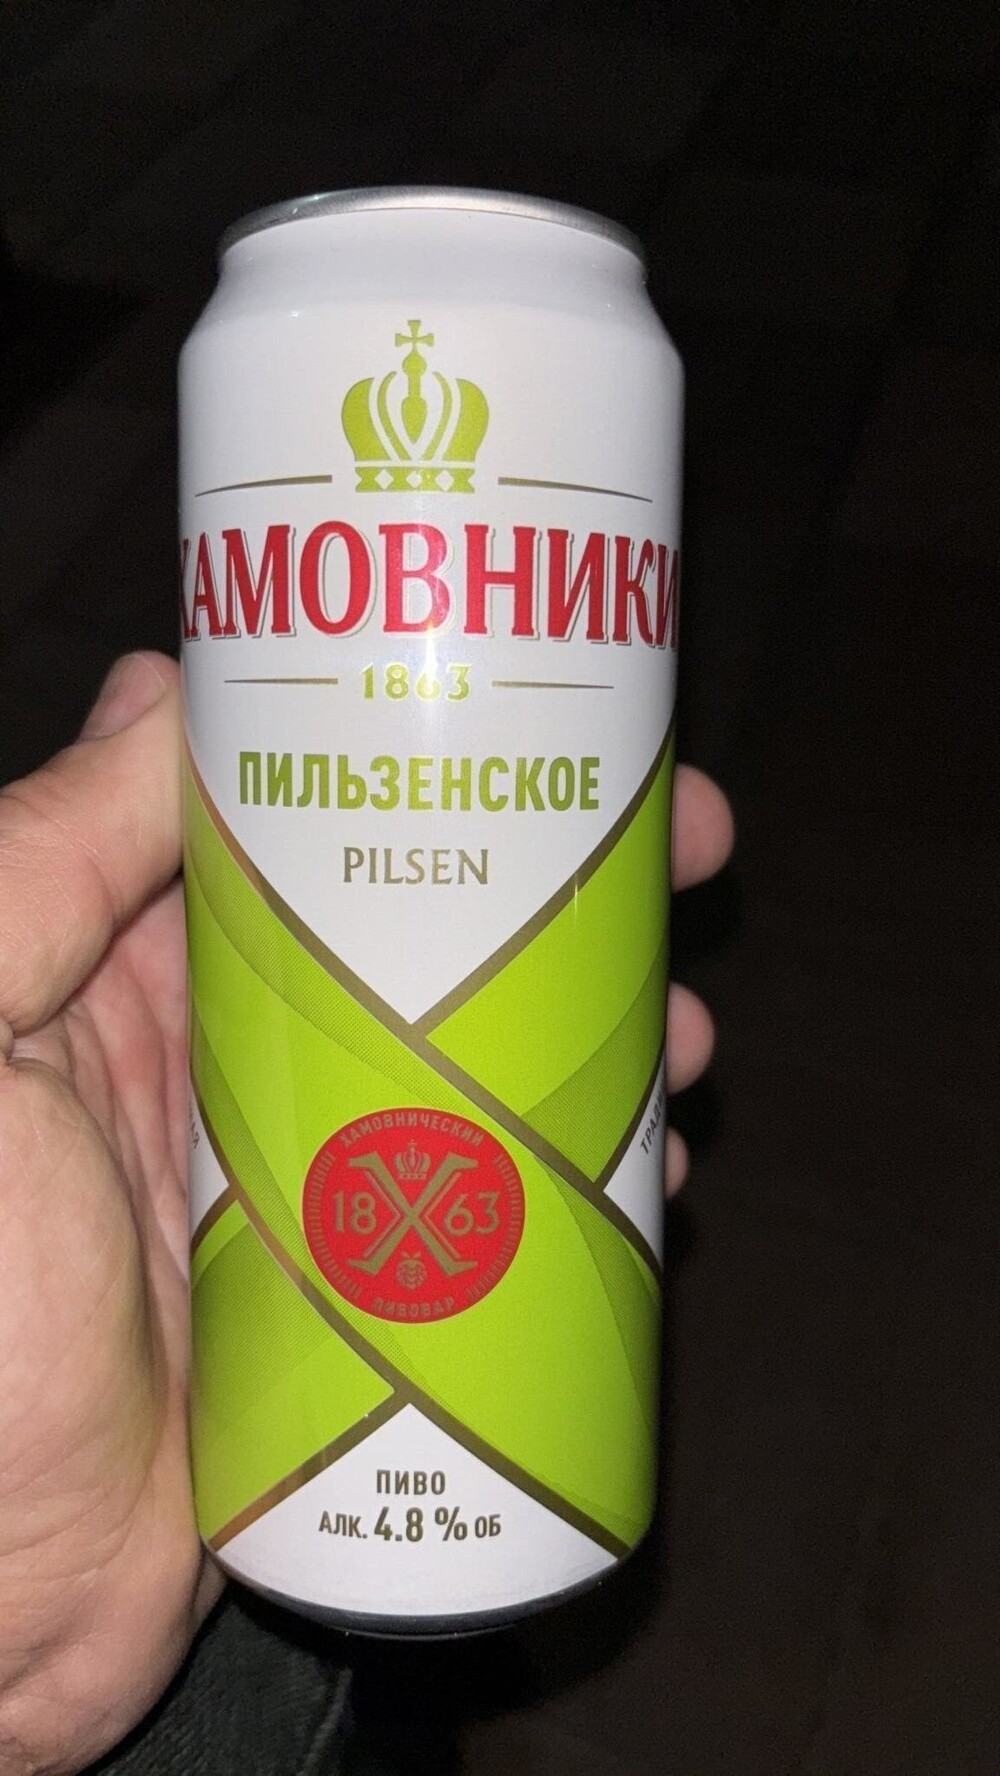 ХАМОВНИКИ
1863
ПИЛЬЗЕНСКОЕ
PILSEN
ХАМОВНИЧЕСКИЙ
18 X 63
ПИВОВАР
ПИВО
АЛК. 4.8 % ОБ